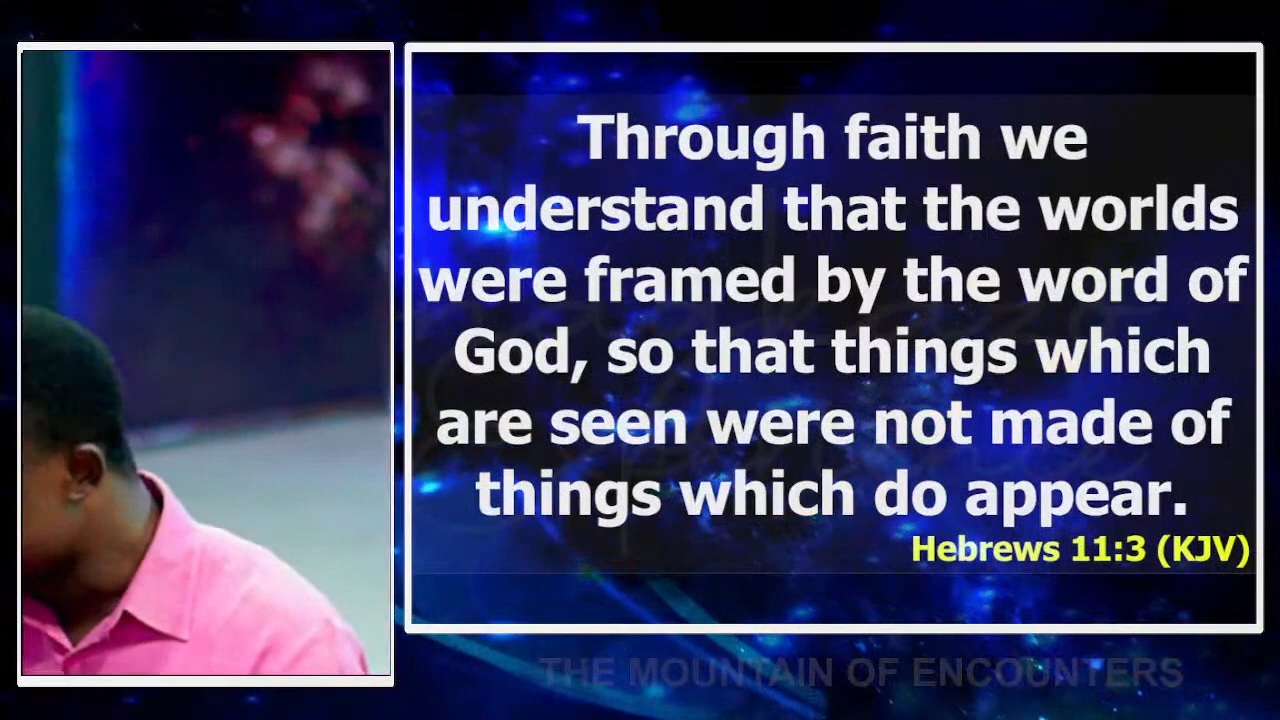 Through faith we
understand that the worlds
were framed by the word of
God, so that things which
are seen were not made of
things which do appear.
Hebrews 11:3 (KJV)
THE MOUNTAIN OF ENCOUNTERS